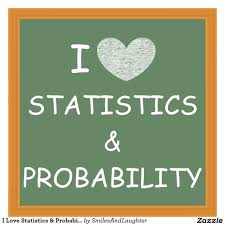 I
STATISTICS
&
PROBABILITY
I Love Statistics & Probabi... by SmilesAndLaughter
Zazzle